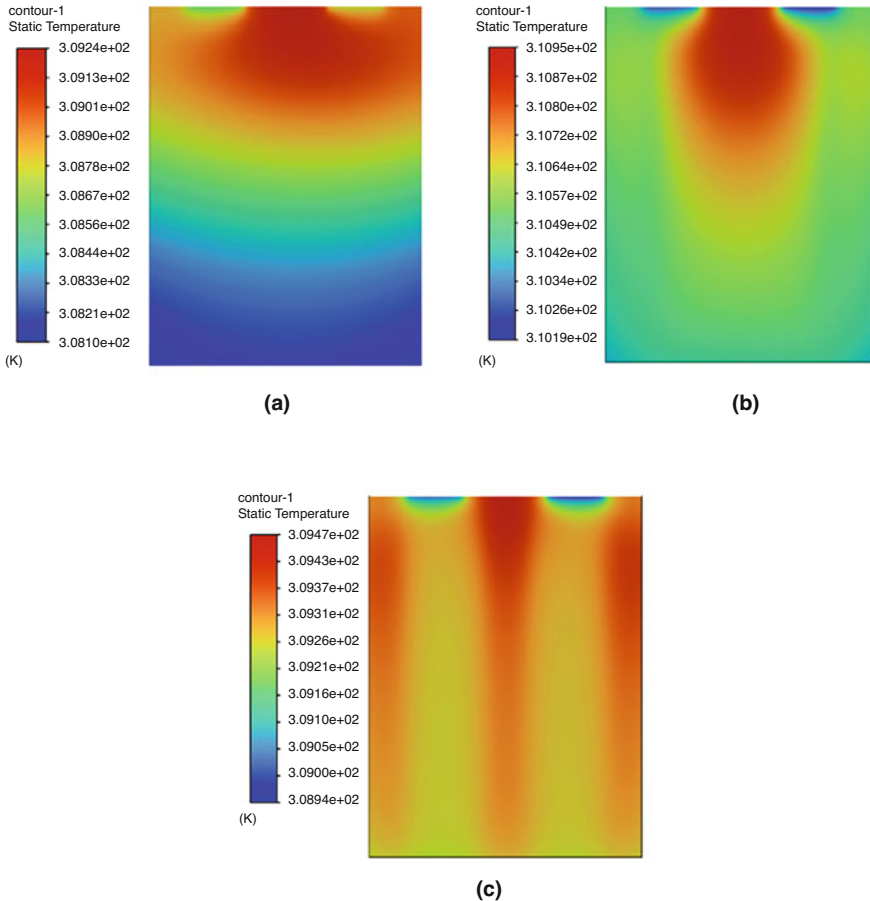 contour-1
Static Temperature
3.0924e+02
3.0913e+02
3.0901e+02
3.0890e+02
3.0878e+02
3.0867e+02
3.0856e+02
3.0844e+02
3.0833e+02
3.0821e+02
3.0810e+02
(K)
(a)
contour-1
Static Temperature
3.1095e+02
3.1087e+02
3.1080e+02
3.1072e+02
3.1064e+02
3.1057e+02
3.1049e+02
3.1042e+02
3.1034e+02
3.1026e+02
3.1019e+02
(K)
(b)
contour-1
Static Temperature
3.0947e+02
3.0943e+02
3.0937e+02
3.0931e+02
3.0926e+02
3.0921e+02
3.0916e+02
3.0910e+02
3.0905e+02
3.0900e+02
3.0894e+02
(K)
(c)